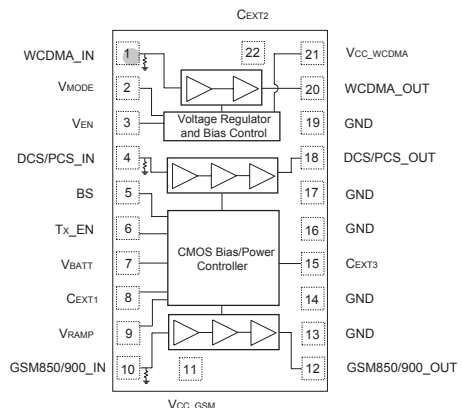 CEXT2
WCDMA_IN 1 22 21 VCC_WCDMA
VMODE 2 20 WCDMA_OUT
VEN 3 Voltage Regulator and Bias Control 19 GND
DCS/PCS_IN 4 18 DCS/PCS_OUT
BS 5 17 GND
TX_EN 6 16 GND
VBATT 7 CMOS Bias/Power Controller 15 CEXT3
CEXT1 8 14 GND
VRAMP 9 13 GND
GSM850/900_IN 10 11 12 GSM850/900_OUT
VCC_GSM